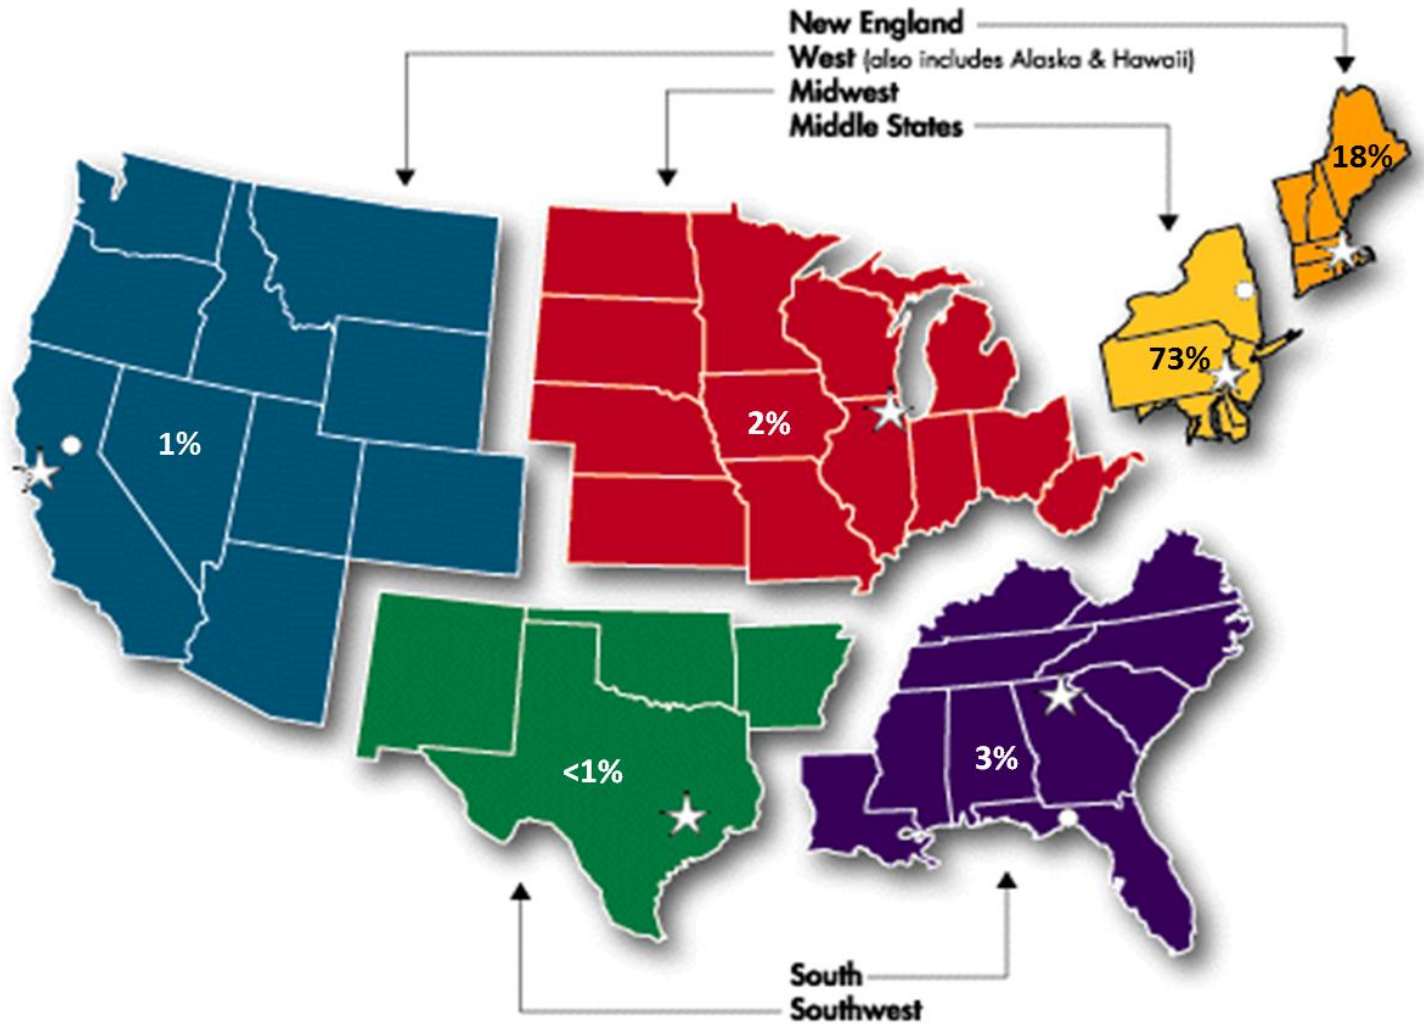 New England
West (also includes Alaska & Hawaii)
Midwest
Middle States
18%
73%
2%
1%
<1%
3%
South
Southwest